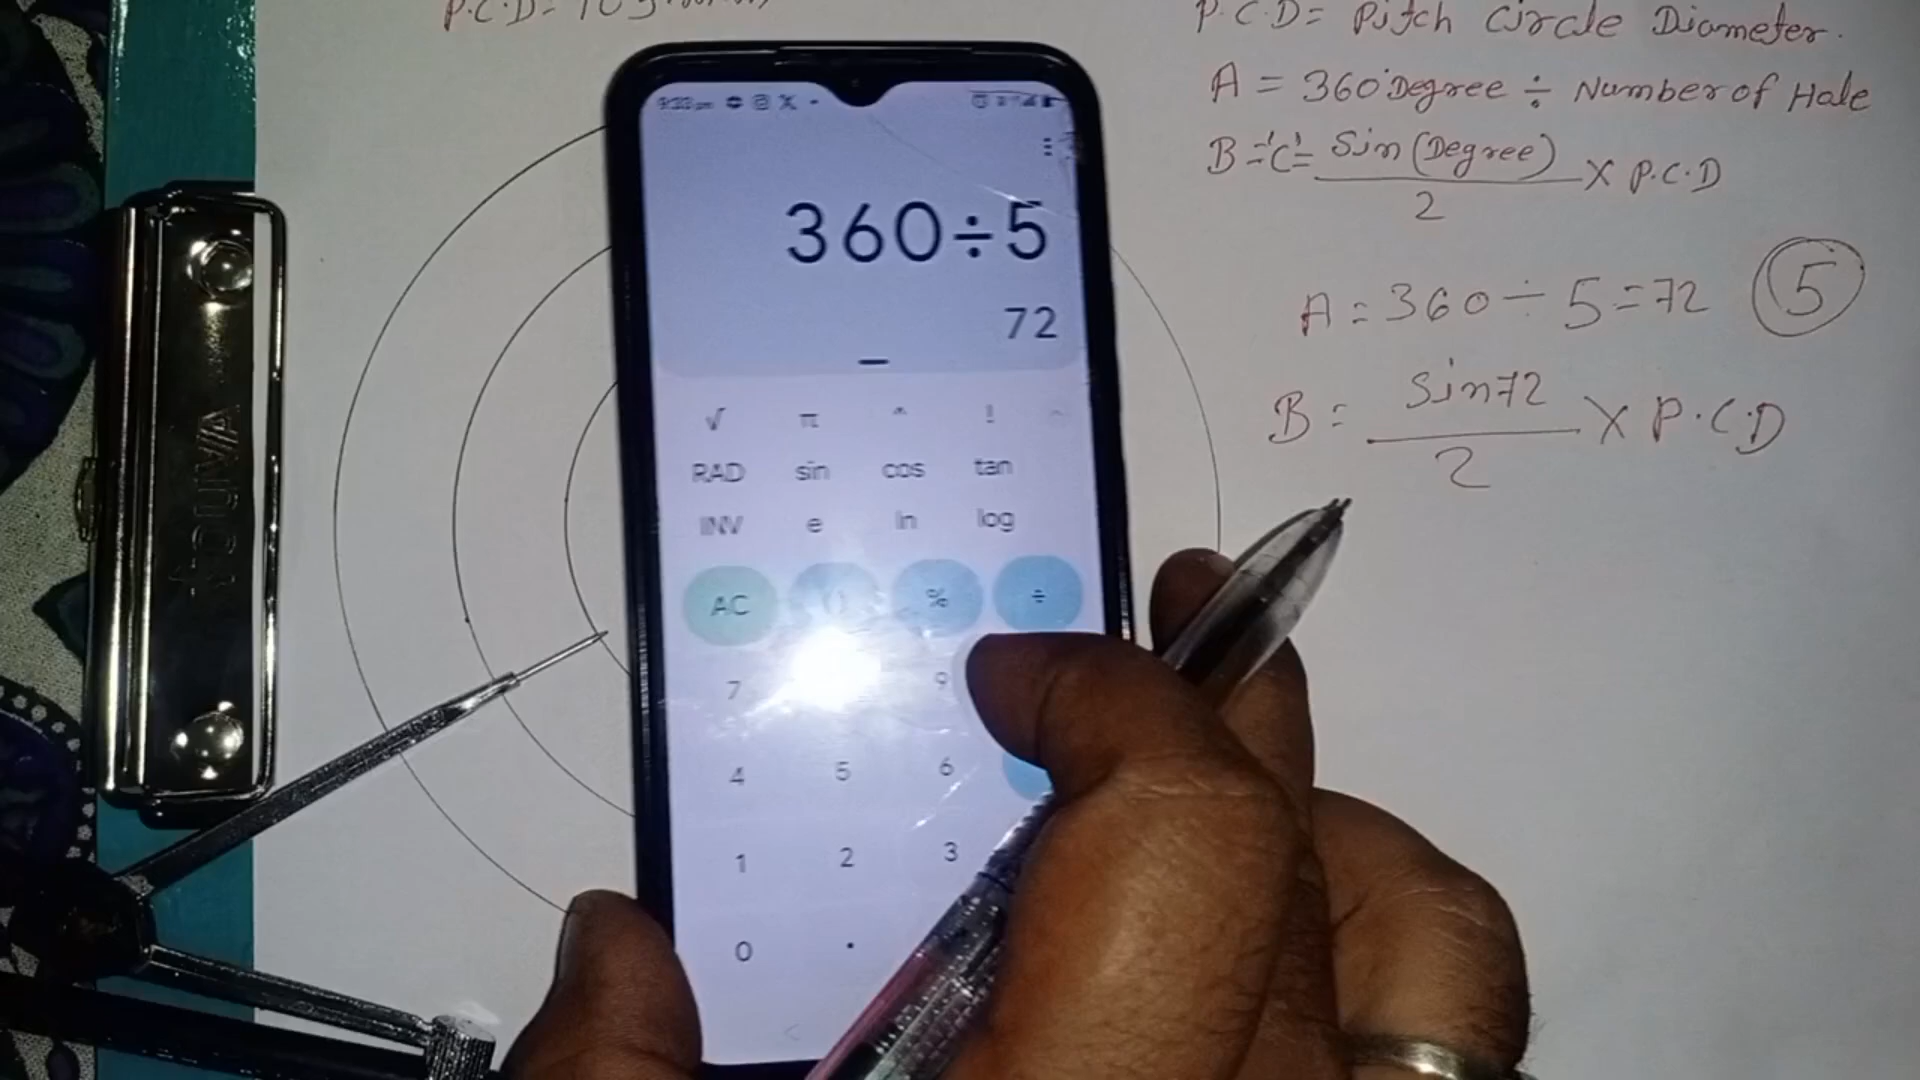 P.C.D=
P.C.D= Pitch Circle Diameter.
A = 360°Degree ÷ Number of Hole
B='C'= Sin (Degree) × P.C.D
2
A = 360 ÷ 5 = 72 5
B = Sin72 × P.C.D
2
360÷5
72
√ π ^ !
RAD sin cos tan
INV e ln log
AC () % ÷
7 9
4 5 6
1 2 3
0 .